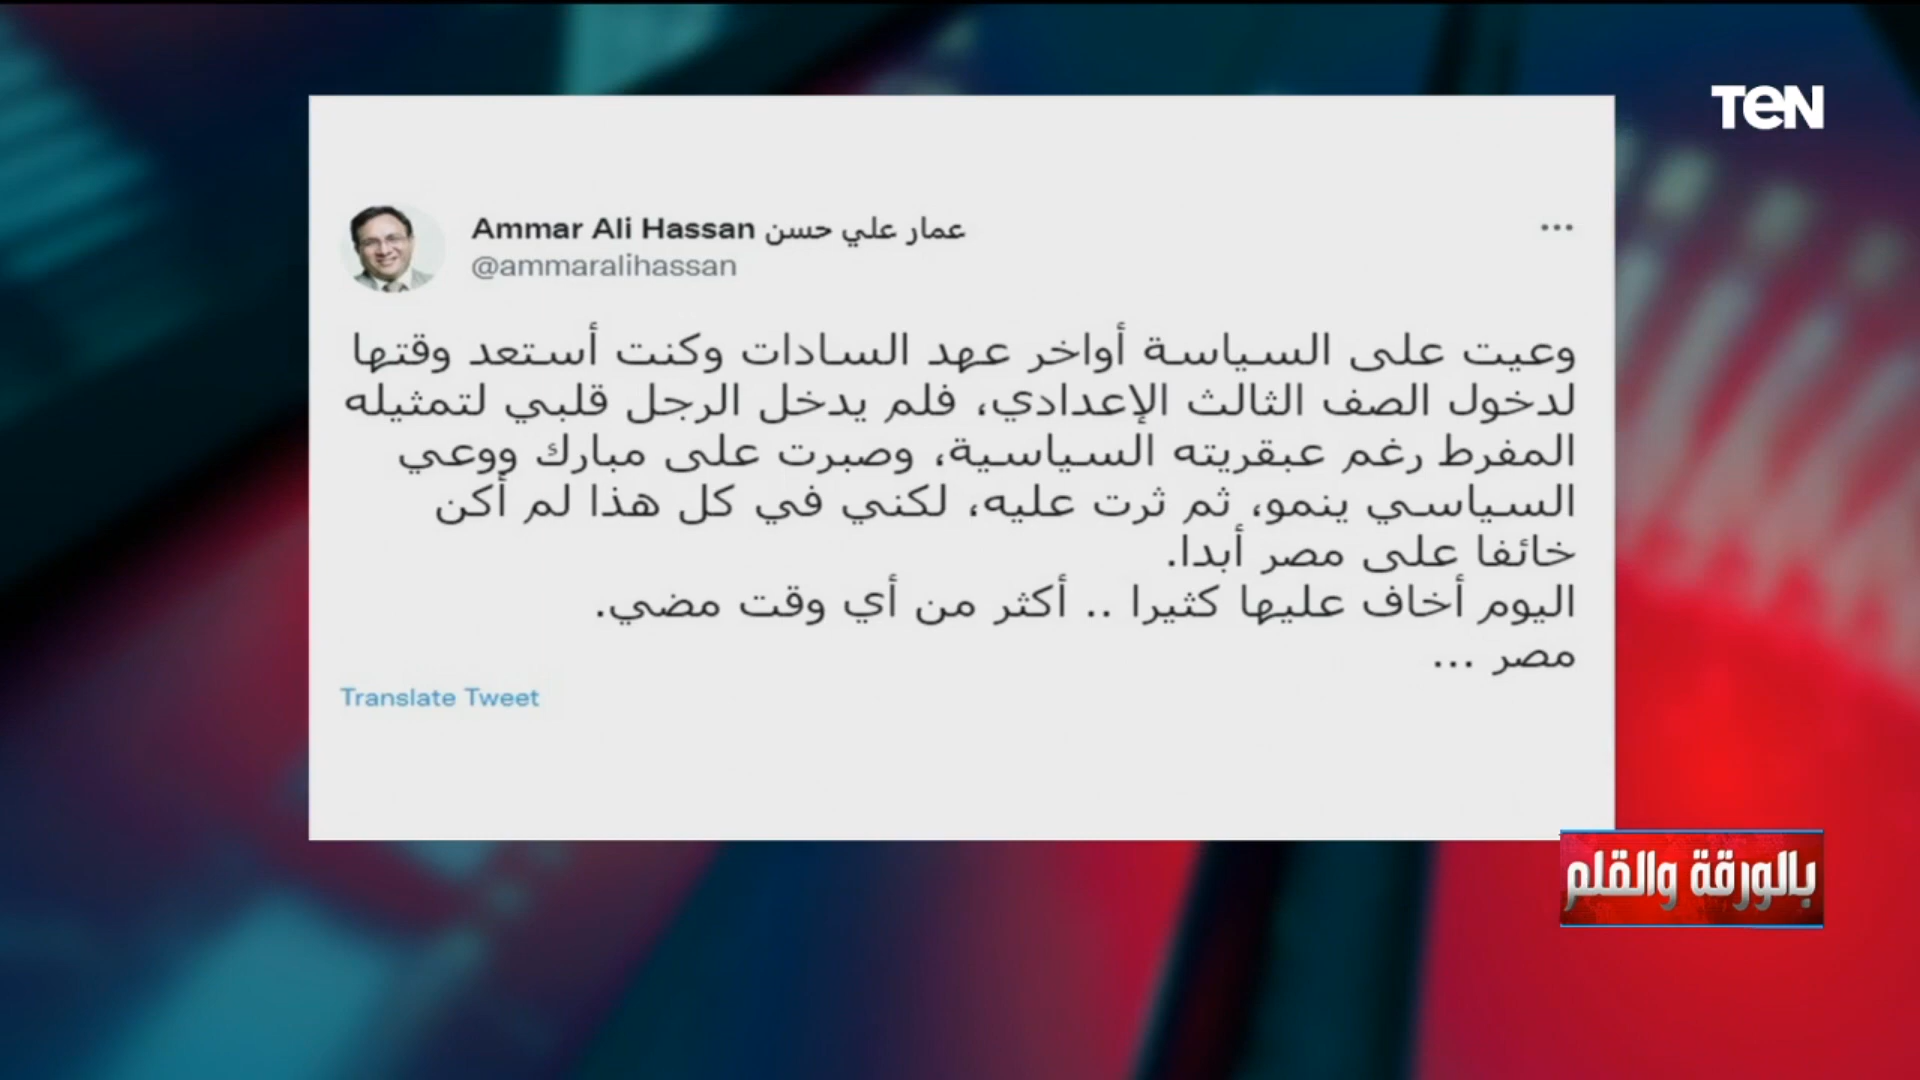 TeN
Ammar Ali Hassan عمار علي حسن
@ammaralihassan
وعيت على السياسة أواخر عهد السادات وكنت أستعد وقتها
لدخول الصف الثالث الإعدادي، فلم يدخل الرجل قلبي لتمثيله
المفرط رغم عبقريته السياسية، وصبرت على مبارك ووعي
السياسي ينمو، ثم ثرت عليه، لكني في كل هذا لم أكن
خائفا على مصر أبدا.
اليوم أخاف عليها كثيرا .. أكثر من أي وقت مضي.
مصر ...
Translate Tweet
بالورقة والقلم